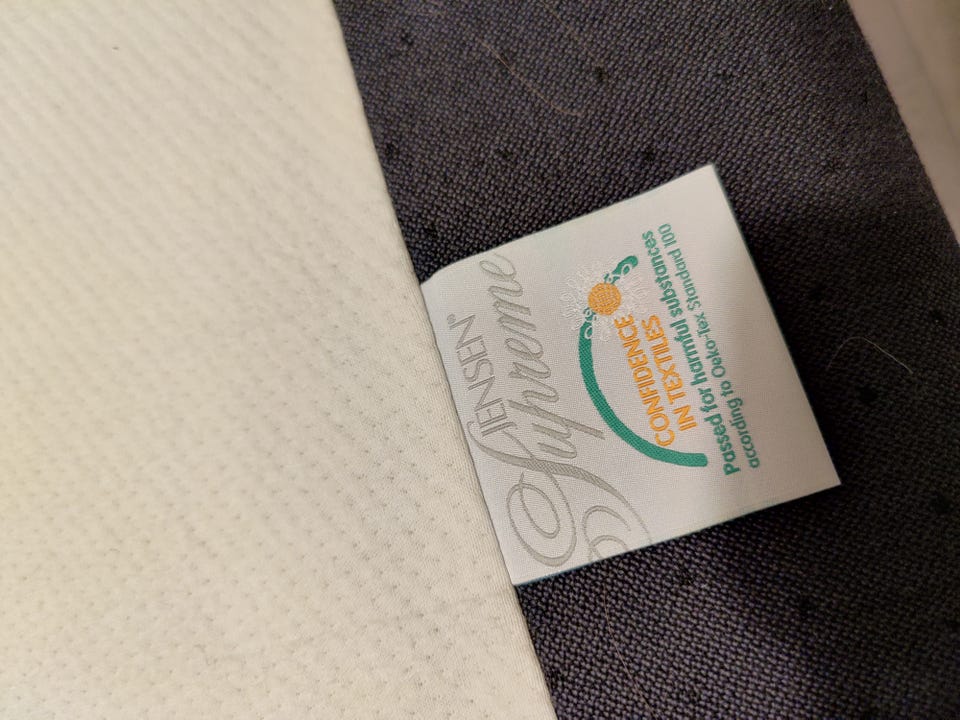 JENSEN®
Supreme
CONFIDENCE
IN TEXTILES
Passed for harmful substances
according to Oeko-Tex Standard 100